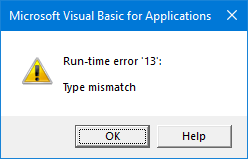 Microsoft Visual Basic for Applications
Run-time error '13':
Type mismatch
OK
Help